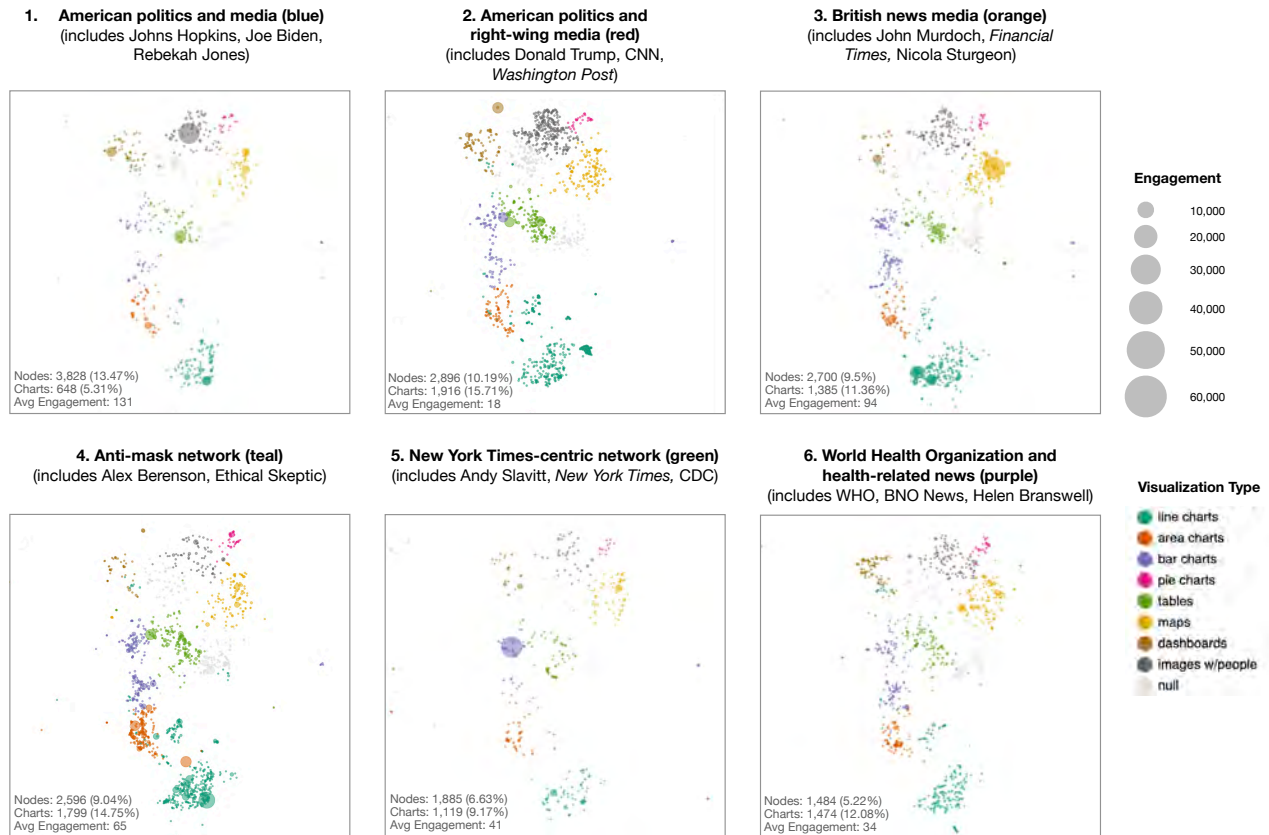 1. American politics and media (blue)
(includes Johns Hopkins, Joe Biden,
Rebekah Jones)
2. American politics and
right-wing media (red)
(includes Donald Trump, CNN,
Washington Post)
3. British news media (orange)
(includes John Murdoch, Financial
Times, Nicola Sturgeon)
Nodes: 3,828 (13.47%)
Charts: 648 (5.31%)
Avg Engagement: 131
Nodes: 2,896 (10.19%)
Charts: 1,916 (15.71%)
Avg Engagement: 18
Nodes: 2,700 (9.5%)
Charts: 1,385 (11.36%)
Avg Engagement: 94
Engagement
10,000
20,000
30,000
40,000
50,000
60,000
4. Anti-mask network (teal)
(includes Alex Berenson, Ethical Skeptic)
5. New York Times-centric network (green)
(includes Andy Slavitt, New York Times, CDC)
6. World Health Organization and
health-related news (purple)
(includes WHO, BNO News, Helen Branswell)
Nodes: 2,596 (9.04%)
Charts: 1,799 (14.75%)
Avg Engagement: 65
Nodes: 1,885 (6.63%)
Charts: 1,119 (9.17%)
Avg Engagement: 41
Nodes: 1,484 (5.22%)
Charts: 1,474 (12.08%)
Avg Engagement: 34
Visualization Type
line charts
area charts
bar charts
pie charts
tables
maps
dashboards
images w/people
null